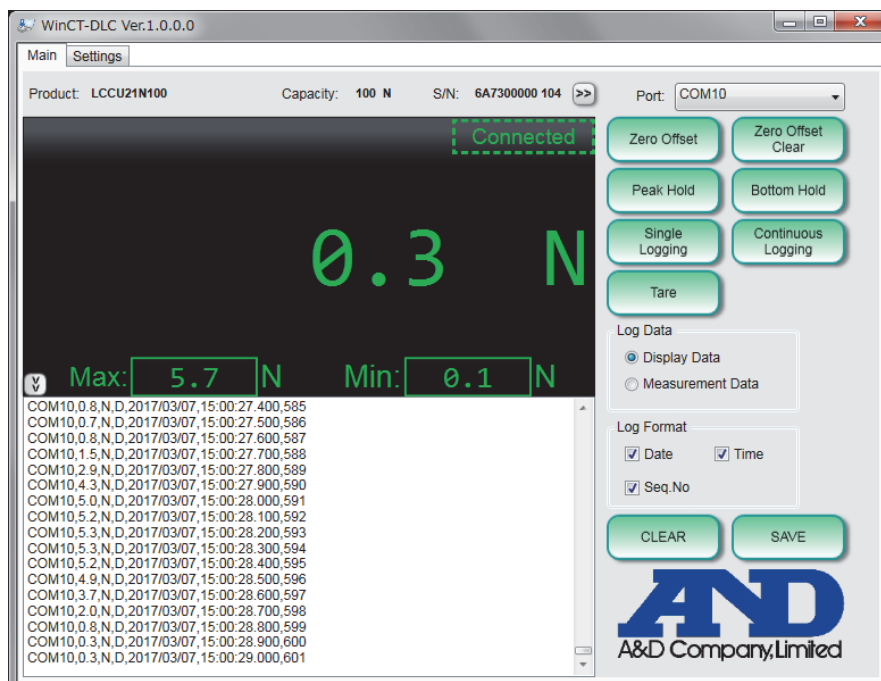 WinCT-DLC Ver.1.0.0.0
Main Settings
Product: LCCU21N100 Capacity: 100 N S/N: 6A7300000 104 >> Port: COM10
Connected
0.3 N
Max: 5.7 N Min: 0.1 N
COM10,0.8,N,D,2017/03/07,15:00:27.400,585
COM10,0.7,N,D,2017/03/07,15:00:27.500,586
COM10,0.8,N,D,2017/03/07,15:00:27.600,587
COM10,1.5,N,D,2017/03/07,15:00:27.700,588
COM10,2.9,N,D,2017/03/07,15:00:27.800,589
COM10,4.3,N,D,2017/03/07,15:00:27.900,590
COM10,5.0,N,D,2017/03/07,15:00:28.000,591
COM10,5.2,N,D,2017/03/07,15:00:28.100,592
COM10,5.3,N,D,2017/03/07,15:00:28.200,593
COM10,5.3,N,D,2017/03/07,15:00:28.300,594
COM10,5.2,N,D,2017/03/07,15:00:28.400,595
COM10,4.9,N,D,2017/03/07,15:00:28.500,596
COM10,3.7,N,D,2017/03/07,15:00:28.600,597
COM10,2.0,N,D,2017/03/07,15:00:28.700,598
COM10,0.8,N,D,2017/03/07,15:00:28.800,599
COM10,0.3,N,D,2017/03/07,15:00:28.900,600
COM10,0.3,N,D,2017/03/07,15:00:29.000,601
Zero Offset
Zero Offset
Clear
Peak Hold
Bottom Hold
Single
Logging
Continuous
Logging
Tare
Log Data
Display Data
Measurement Data
Log Format
Date Time
Seq.No
CLEAR SAVE
AND
A&D Company,Limited